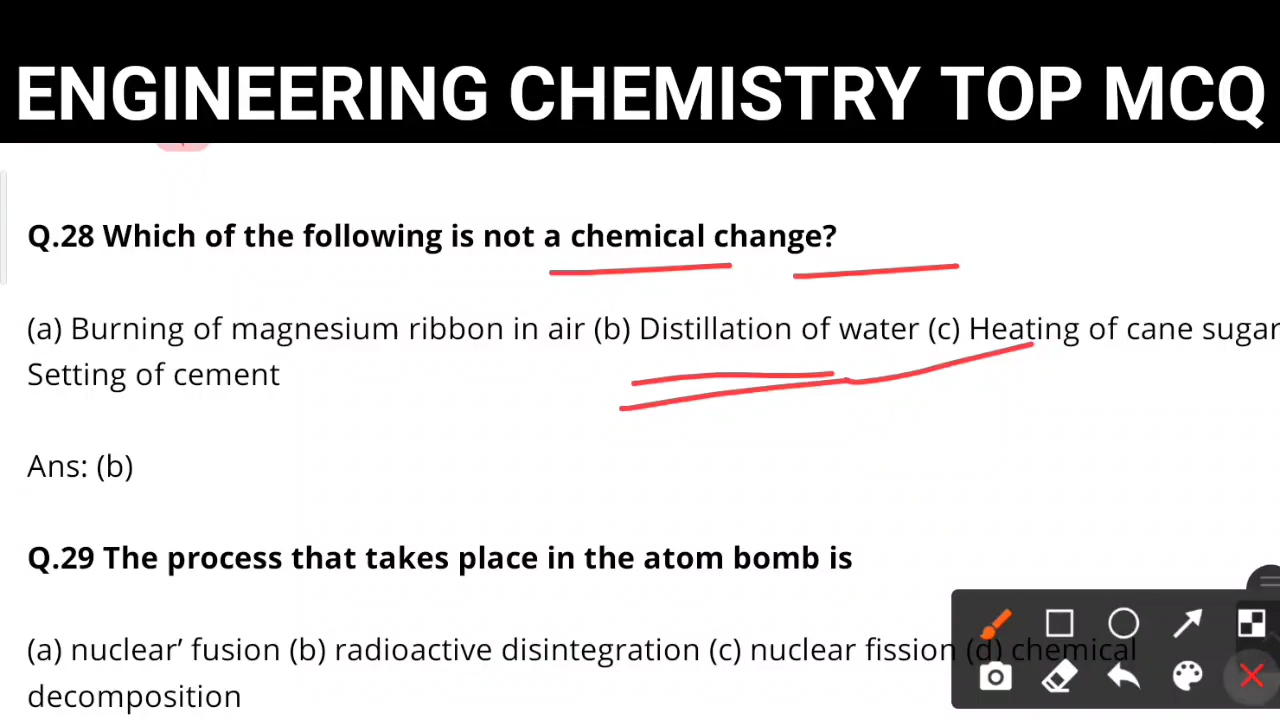 ENGINEERING CHEMISTRY TOP MCQ
Q.28 Which of the following is not a chemical change?
(a) Burning of magnesium ribbon in air (b) Distillation of water (c) Heating of cane sugar
Setting of cement
Ans: (b)
Q.29 The process that takes place in the atom bomb is
(a) nuclear’ fusion (b) radioactive disintegration (c) nuclear fission (d) chemical
decomposition